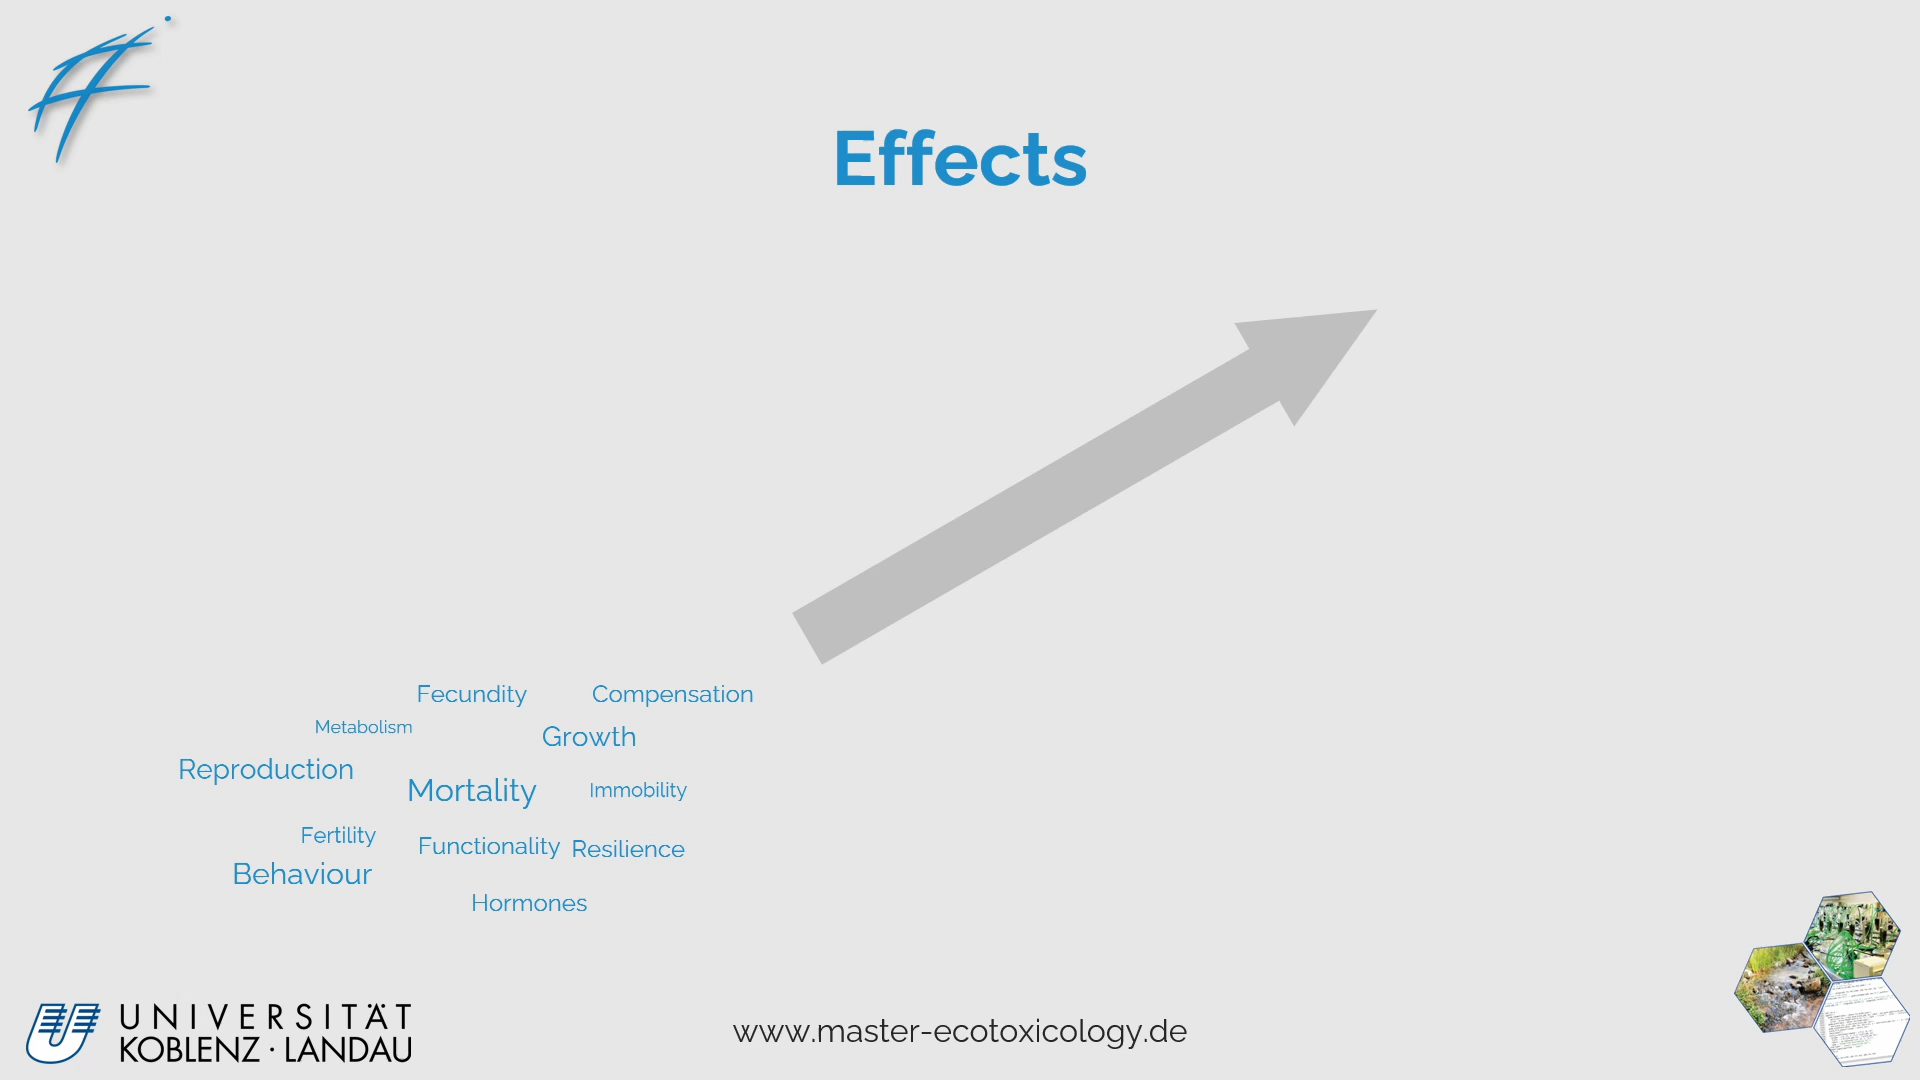 Effects
Fecundity
Compensation
Metabolism
Growth
Reproduction
Mortality
Immobility
Fertility
Functionality
Resilience
Behaviour
Hormones
UNIVERSITÄT
KOBLENZ · LANDAU
www.master-ecotoxicology.de